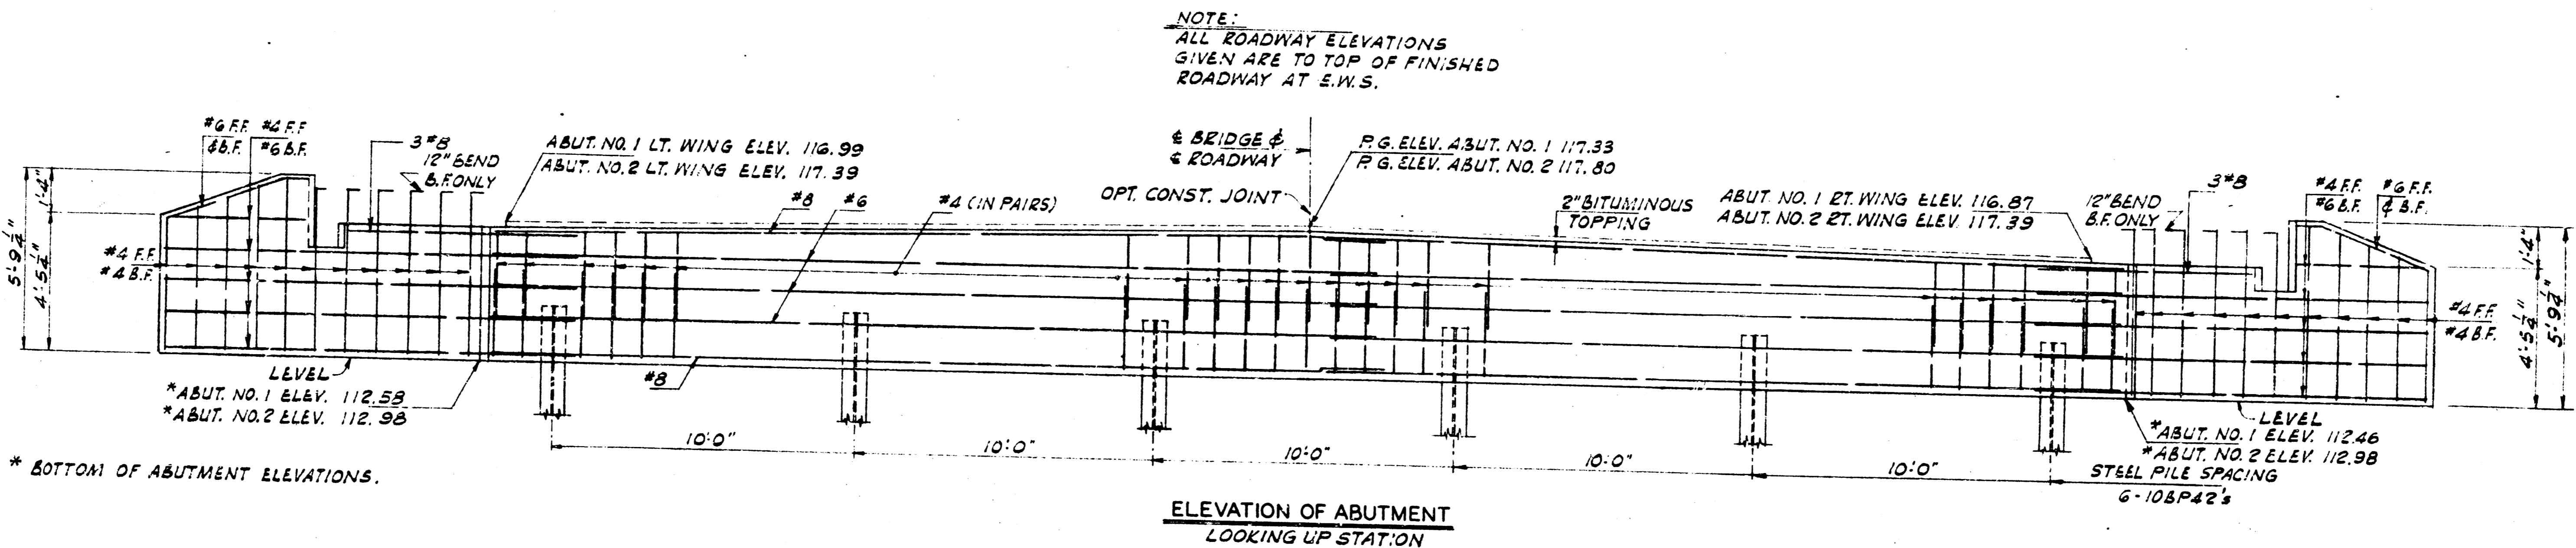 NOTE:
ALL ROADWAY ELEVATIONS
GIVEN ARE TO TOP OF FINISHED
ROADWAY AT E.W.S.
#6 F.F. #4 F.F.
& B.F. #6 B.F.
3#8
12" BEND
B.F. ONLY
ABUT. NO. 1 LT. WING ELEV. 116.99
ABUT. NO. 2 LT. WING ELEV. 117.39
℄ BRIDGE &
℄ ROADWAY
P.G. ELEV. ABUT. NO. 1 117.33
P.G. ELEV. ABUT. NO. 2 117.80
OPT. CONST. JOINT
#8
#6
#4 (IN PAIRS)
2" BITUMINOUS
TOPPING
ABUT. NO. 1 RT. WING ELEV. 116.87
ABUT. NO. 2 RT. WING ELEV. 117.39
12" BEND
B.F. ONLY
3#8
#4 F.F. #6 F.F.
#6 B.F. & B.F.
1'-4"
5'-9 1/4"
4'-5 1/4"
#4 F.F.
#4 B.F.
1'-4"
4'-5 1/4"
5'-9 1/4"
#4 F.F.
#4 B.F.
LEVEL
*ABUT. NO. 1 ELEV. 112.58
*ABUT. NO. 2 ELEV. 112.98
#8
LEVEL
*ABUT. NO. 1 ELEV. 112.46
*ABUT. NO. 2 ELEV. 112.98
10'-0"
10'-0"
10'-0"
10'-0"
10'-0"
STEEL PILE SPACING
6-10BP42's
* BOTTOM OF ABUTMENT ELEVATIONS.
ELEVATION OF ABUTMENT
LOOKING UP STATION